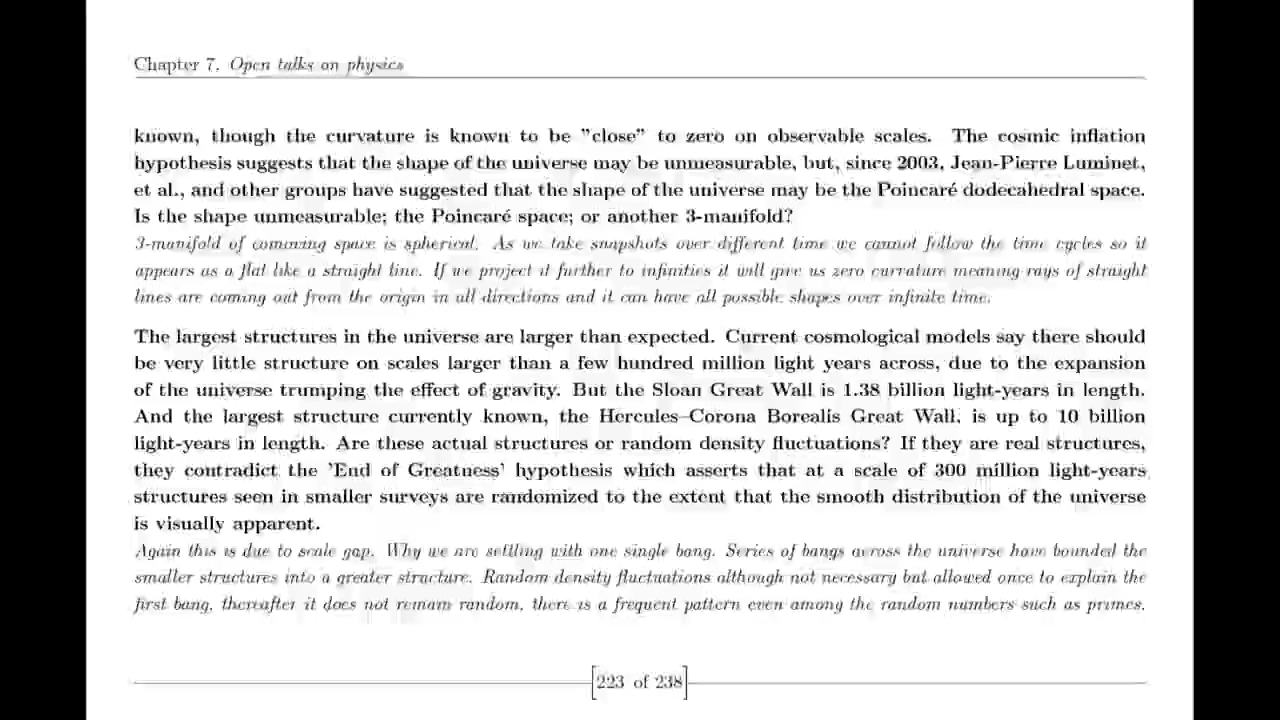 Chapter 7. Open talks on physics
known, though the curvature is known to be "close" to zero on observable scales. The cosmic inflation
hypothesis suggests that the shape of the universe may be unmeasurable, but, since 2003, Jean-Pierre Luminet,
et al., and other groups have suggested that the shape of the universe may be the Poincaré dodecahedral space.
Is the shape unmeasurable; the Poincaré space; or another 3-manifold?
3-manifold of commving space is spherical. As we take snapshots over different time we cannot follow the time cycles so it
appears as a flat like a straight line. If we project it further to infinities it will give us zero curvature meaning rays of straight
lines are coming out from the origin in all directions and it can have all possible shapes over infinite time.
The largest structures in the universe are larger than expected. Current cosmological models say there should
be very little structure on scales larger than a few hundred million light years across, due to the expansion
of the universe trumping the effect of gravity. But the Sloan Great Wall is 1.38 billion light-years in length.
And the largest structure currently known, the Hercules–Corona Borealis Great Wall, is up to 10 billion
light-years in length. Are these actual structures or random density fluctuations? If they are real structures,
they contradict the 'End of Greatness' hypothesis which asserts that at a scale of 300 million light-years
structures seen in smaller surveys are randomized to the extent that the smooth distribution of the universe
is visually apparent.
Again this is due to scale gap. Why we are settling with one single bang. Series of bangs across the universe have bounded the
smaller structures into a greater structure. Random density fluctuations although not necessary but allowed once to explain the
first bang, thereafter it does not remain random, there is a frequent pattern even among the random numbers such as primes.
223 of 238